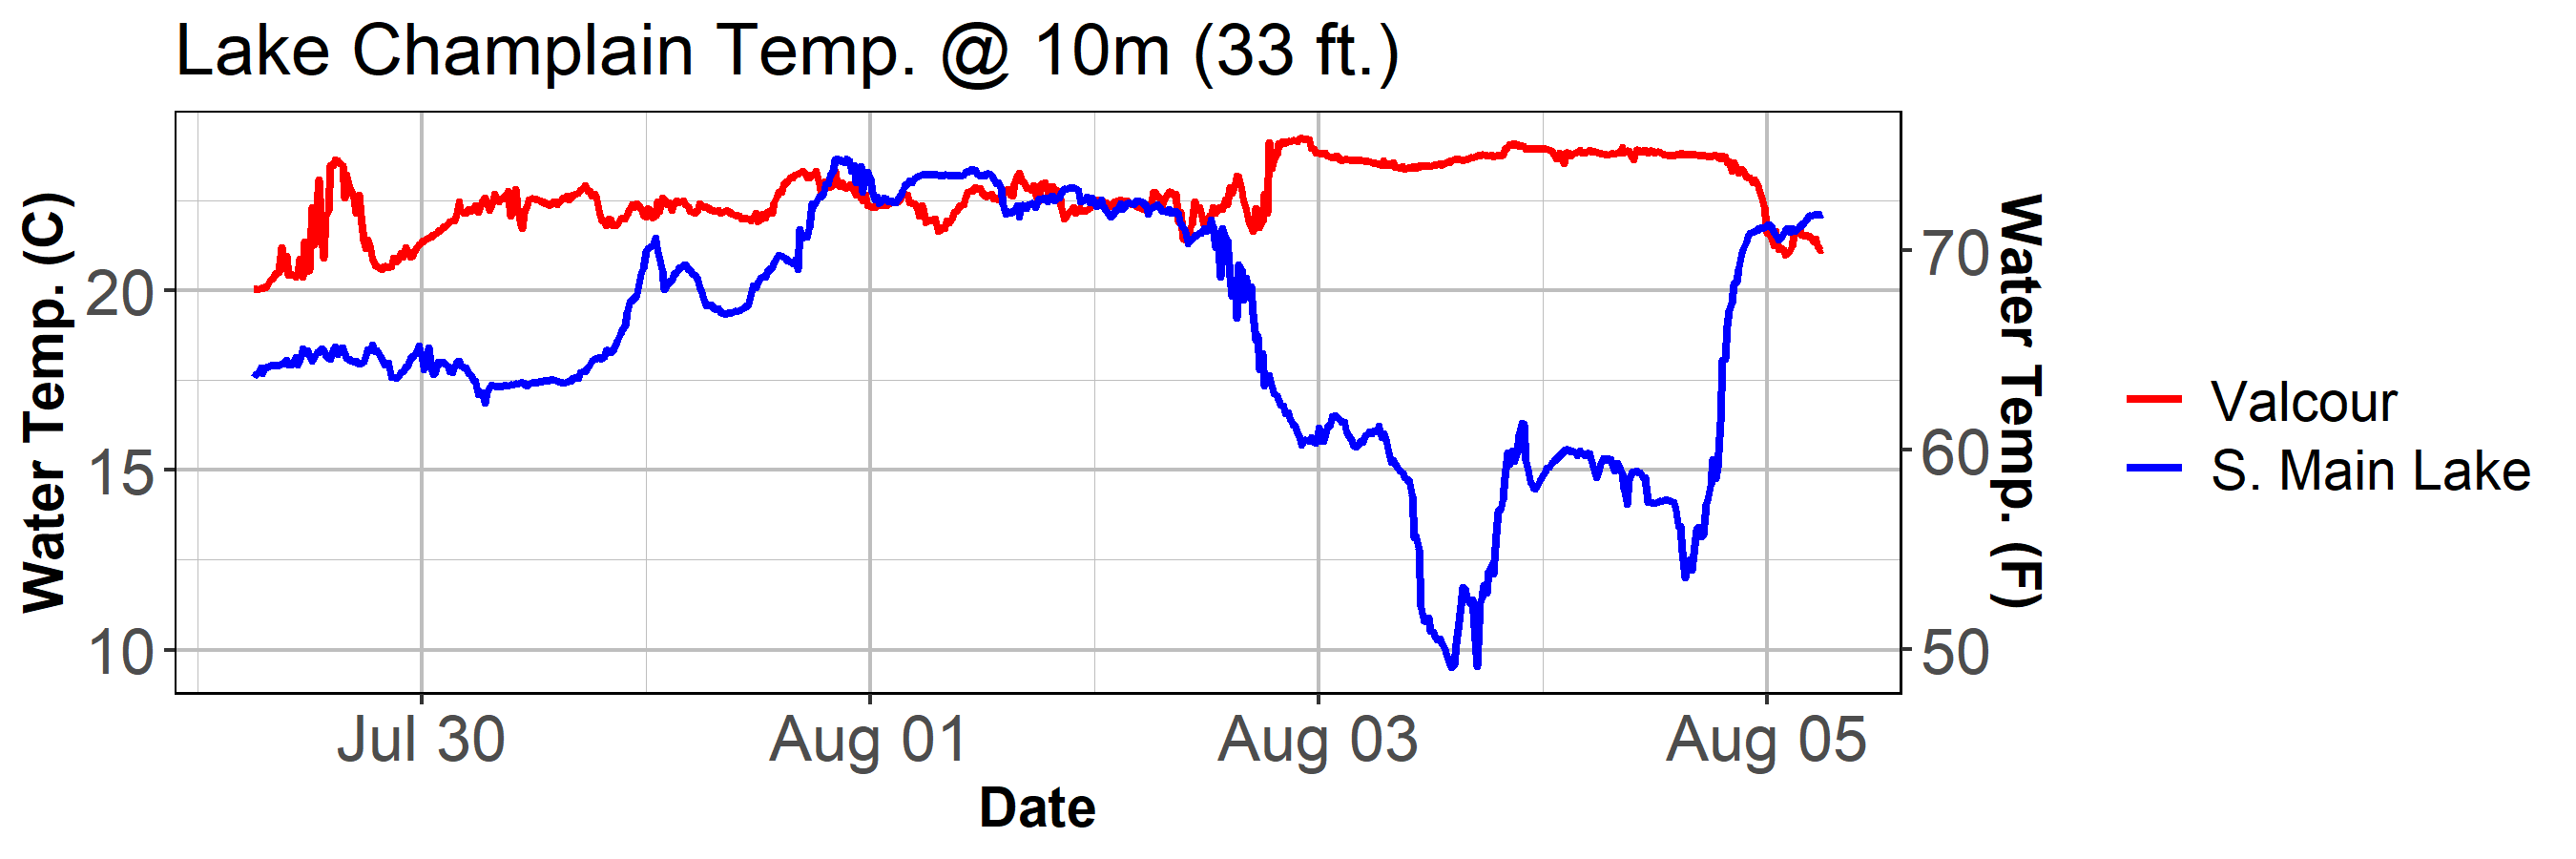 Lake Champlain Temp. @ 10m (33 ft.)
Water Temp. (C)
20
15
10
70
60
50
Water Temp. (F)
Jul 30
Aug 01
Aug 03
Aug 05
Date
Valcour
S. Main Lake